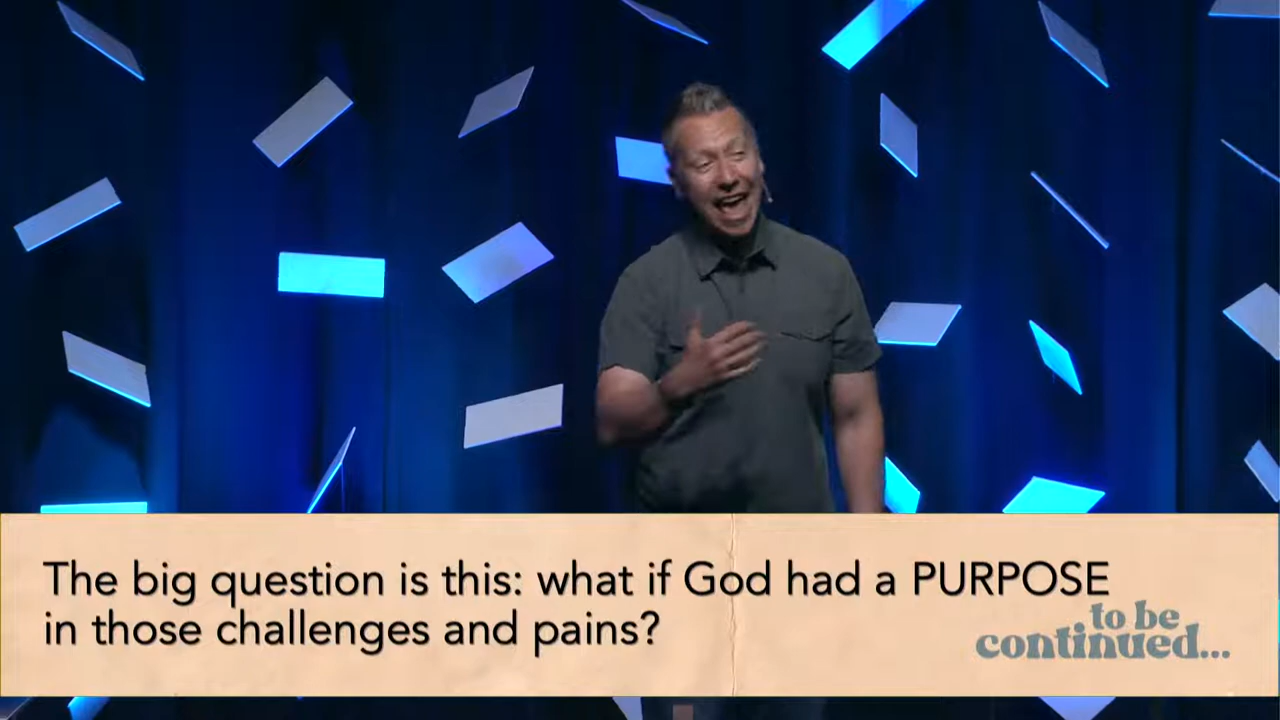 The big question is this: what if God had a PURPOSE
in those challenges and pains?
to be
continued...